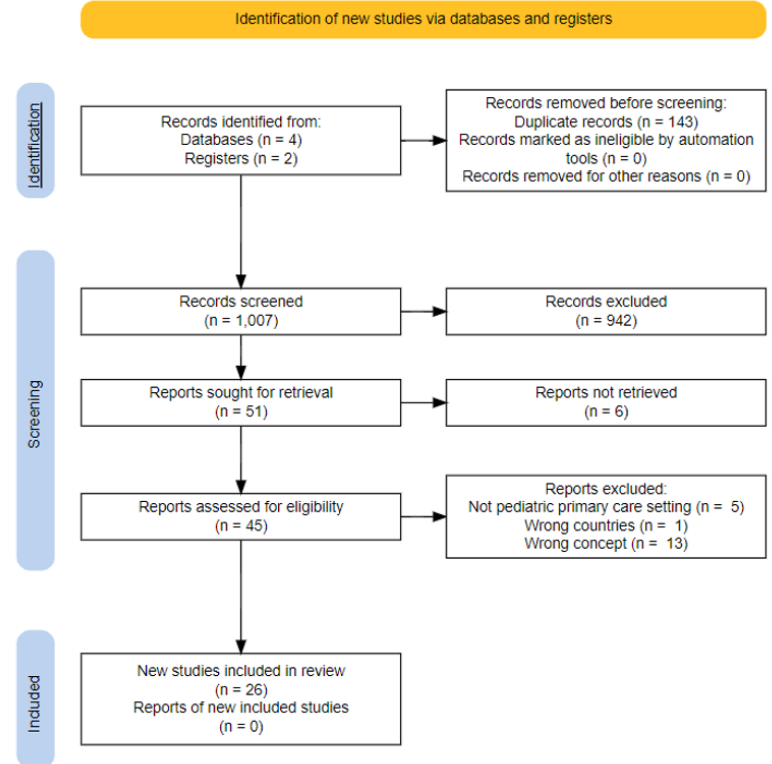 Identification of new studies via databases and registers
Identification
Records identified from:
Databases (n = 4)
Registers (n = 2)
Records removed before screening:
Duplicate records (n = 143)
Records marked as ineligible by automation
tools (n = 0)
Records removed for other reasons (n = 0)
Screening
Records screened
(n = 1,007)
Records excluded
(n = 942)
Reports sought for retrieval
(n = 51)
Reports not retrieved
(n = 6)
Reports assessed for eligibility
(n = 45)
Reports excluded:
Not pediatric primary care setting (n = 5)
Wrong countries (n = 1)
Wrong concept (n = 13)
Included
New studies included in review
(n = 26)
Reports of new included studies
(n = 0)